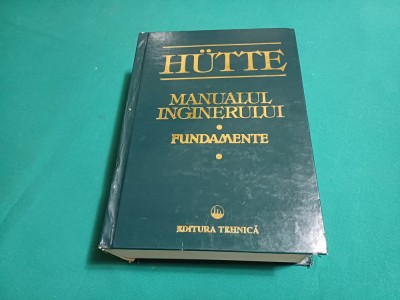 HÜTTE
MANUALUL
INGINERULUI
FUNDAMENTE
EDITURA TEHNICĂ